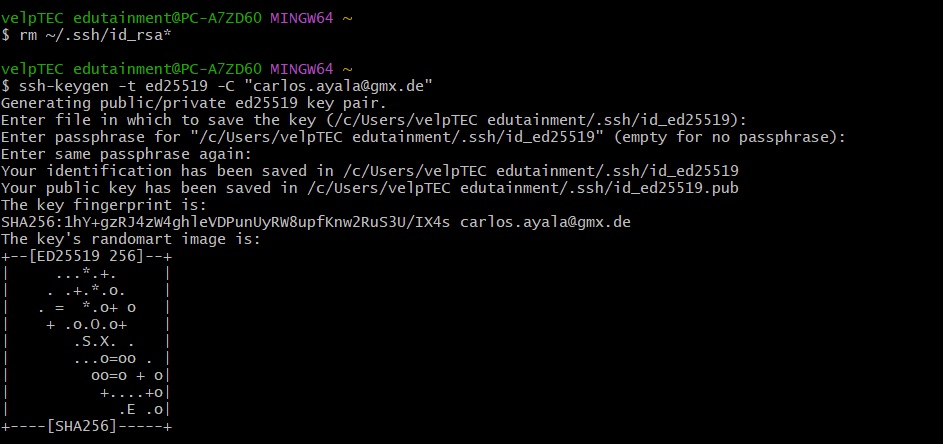 velpTEC edutainment@PC-A7ZD60 MINGW64 ~
$ rm ~/.ssh/id_rsa*
velpTEC edutainment@PC-A7ZD60 MINGW64 ~
$ ssh-keygen -t ed25519 -C "carlos.ayala@gmx.de"
Generating public/private ed25519 key pair.
Enter file in which to save the key (/c/Users/velpTEC edutainment/.ssh/id_ed25519):
Enter passphrase for "/c/Users/velpTEC edutainment/.ssh/id_ed25519" (empty for no passphrase):
Enter same passphrase again:
Your identification has been saved in /c/Users/velpTEC edutainment/.ssh/id_ed25519
Your public key has been saved in /c/Users/velpTEC edutainment/.ssh/id_ed25519.pub
The key fingerprint is:
SHA256:1hY+gzRJ4zW4ghleVDPunUyRW8upfKnw2RuS3U/IX4s carlos.ayala@gmx.de
The key's randomart image is:
+--[ED25519 256]--+
|     ...*.+.     |
|    . .+.*.o.    |
|   . =  *.o+ o   |
|    + .o.O.o+    |
|       .S.X. .   |
|       ...o=oo . |
|         oo=o + o|
|          +....+o|
|            .E .o|
+----[SHA256]-----+